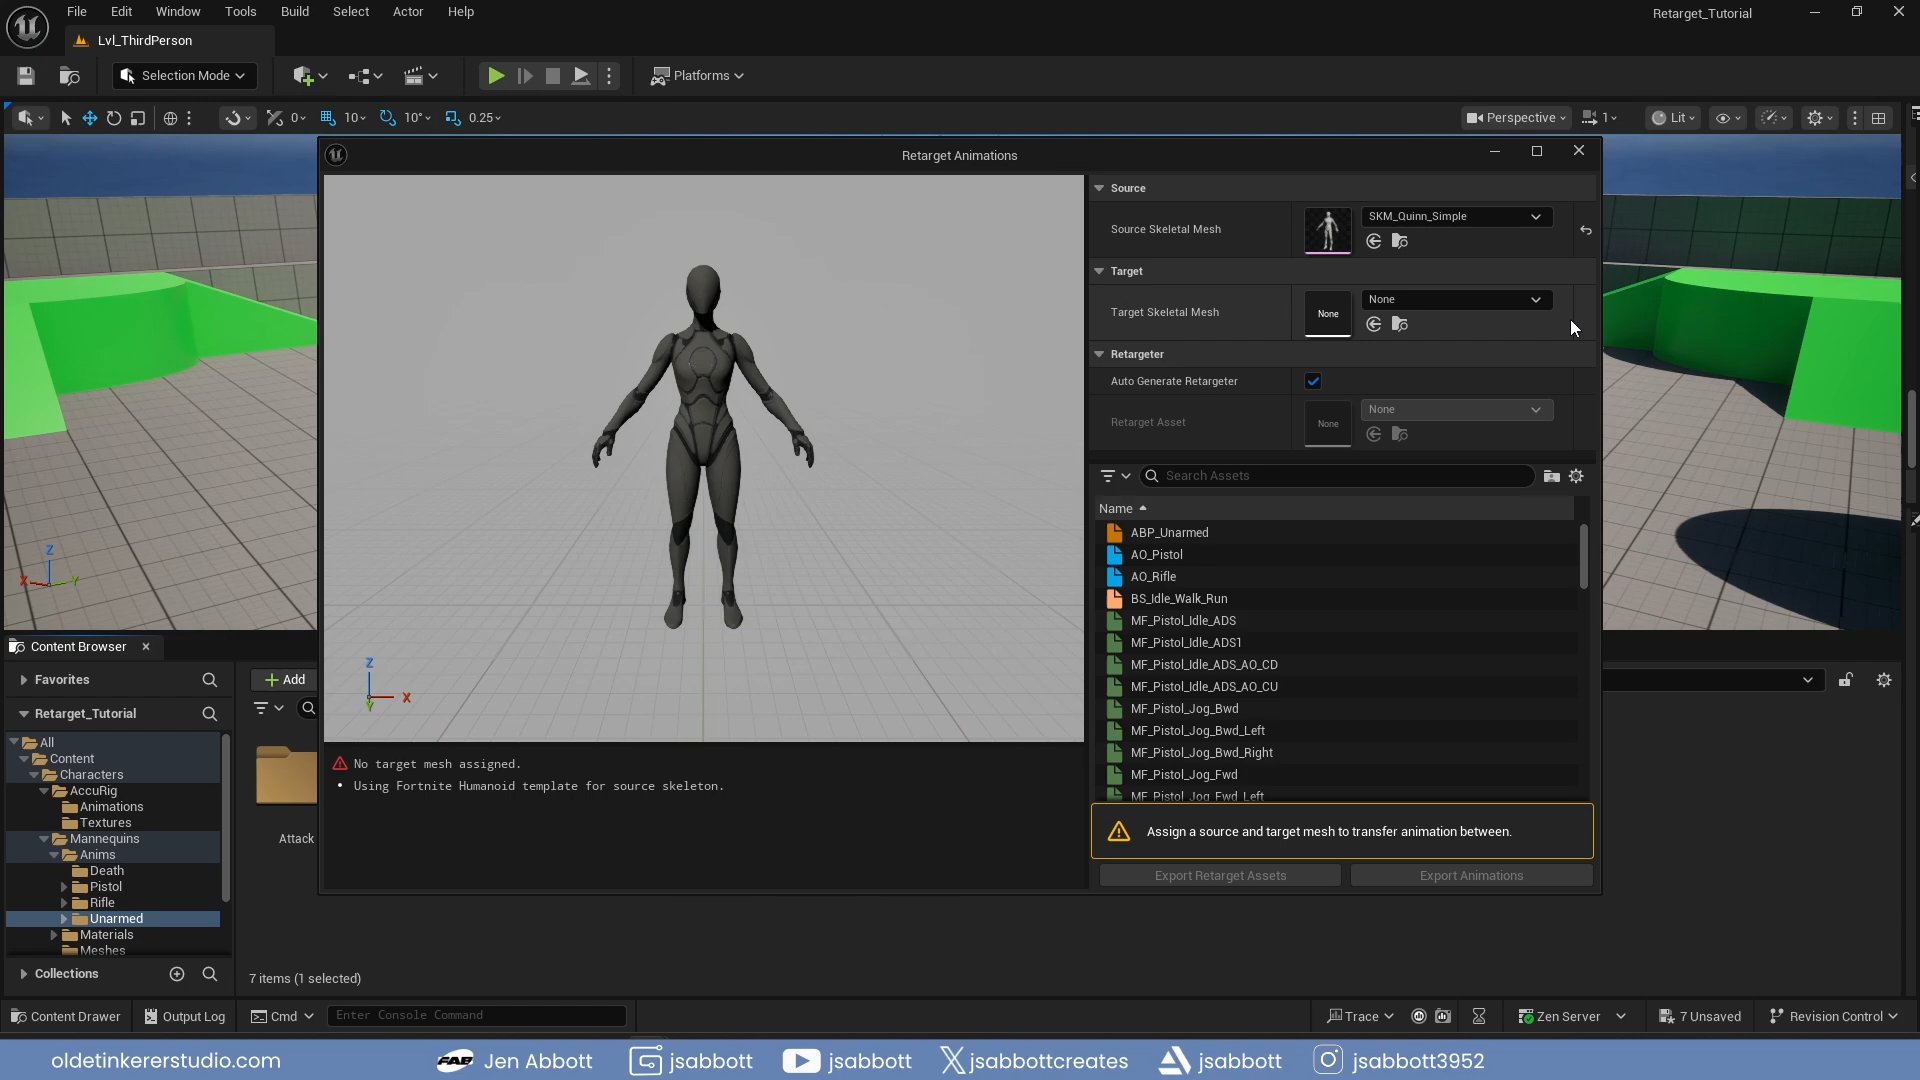 File Edit Window Tools Build Select Actor Help
Retarget_Tutorial
Lvl_ThirdPerson
Selection Mode
Platforms
0 10 10° 0.25
Perspective 1 Lit
Retarget Animations
Source
Source Skeletal Mesh
SKM_Quinn_Simple
Target
Target Skeletal Mesh
None
None
Retargeter
Auto Generate Retargeter
Retarget Asset
None
None
Search Assets
Name
ABP_Unarmed
AO_Pistol
AO_Rifle
BS_Idle_Walk_Run
MF_Pistol_Idle_ADS
MF_Pistol_Idle_ADS1
MF_Pistol_Idle_ADS_AO_CD
MF_Pistol_Idle_ADS_AO_CU
MF_Pistol_Jog_Bwd
MF_Pistol_Jog_Bwd_Left
MF_Pistol_Jog_Bwd_Right
MF_Pistol_Jog_Fwd
MF_Pistol_Jog_Fwd_Left
Assign a source and target mesh to transfer animation between.
Export Retarget Assets
Export Animations
Z
X
Y
Z
X
Y
No target mesh assigned.
• Using Fortnite Humanoid template for source skeleton.
Content Browser
Favorites
Retarget_Tutorial
All
Content
Characters
AccuRig
Animations
Textures
Mannequins
Anims
Death
Pistol
Rifle
Unarmed
Materials
Meshes
Collections
Add
Attack
7 items (1 selected)
Content Drawer
Output Log
Cmd
Enter Console Command
Trace
Zen Server
7 Unsaved
Revision Control
oldetinkererstudio.com FAB Jen Abbott jsabbott jsabbott jsabbottcreates jsabbott jsabbott3952